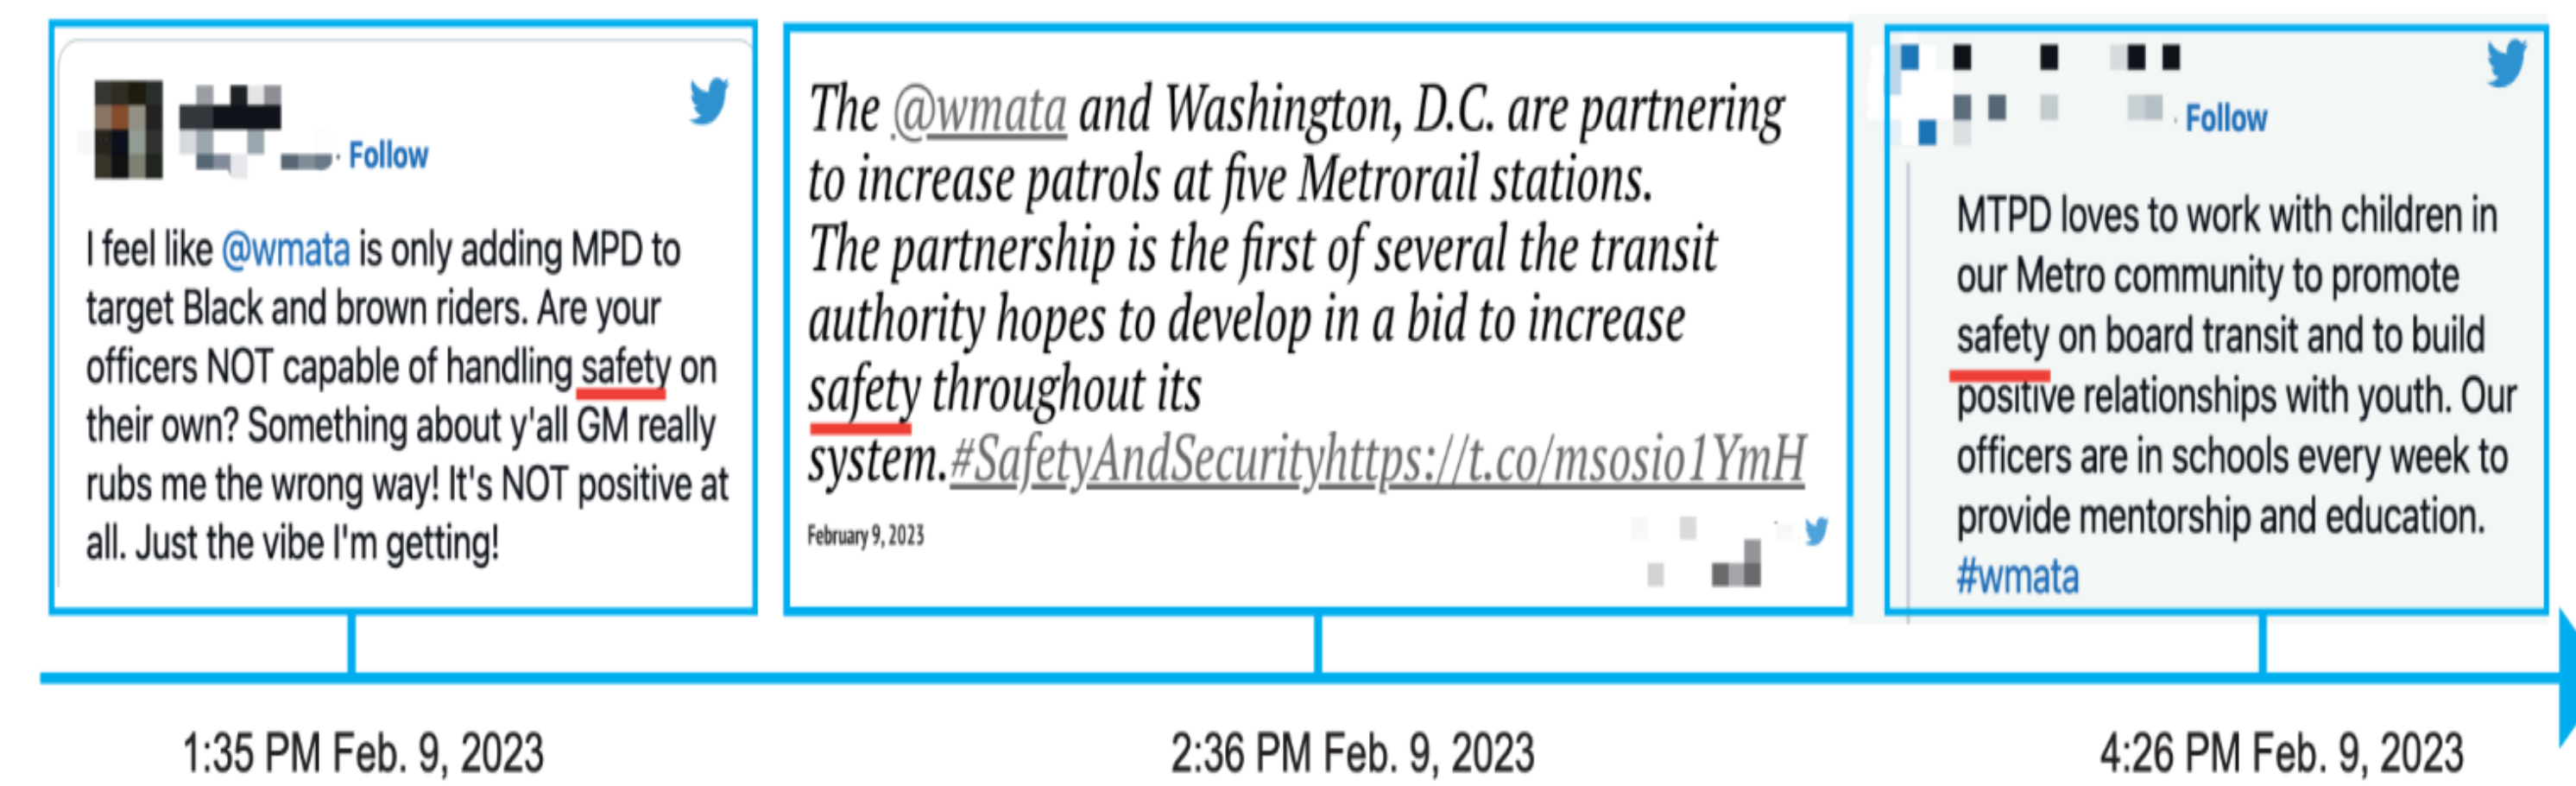 Follow
I feel like @wmata is only adding MPD to
target Black and brown riders. Are your
officers NOT capable of handling safety on
their own? Something about y'all GM really
rubs me the wrong way! It's NOT positive at
all. Just the vibe I'm getting!
1:35 PM Feb. 9, 2023
The @wmata and Washington, D.C. are partnering
to increase patrols at five Metrorail stations.
The partnership is the first of several the transit
authority hopes to develop in a bid to increase
safety throughout its
system.#SafetyAndSecurityhttps://t.co/msosio1YmH
February 9, 2023
2:36 PM Feb. 9, 2023
Follow
MTPD loves to work with children in
our Metro community to promote
safety on board transit and to build
positive relationships with youth. Our
officers are in schools every week to
provide mentorship and education.
#wmata
4:26 PM Feb. 9, 2023